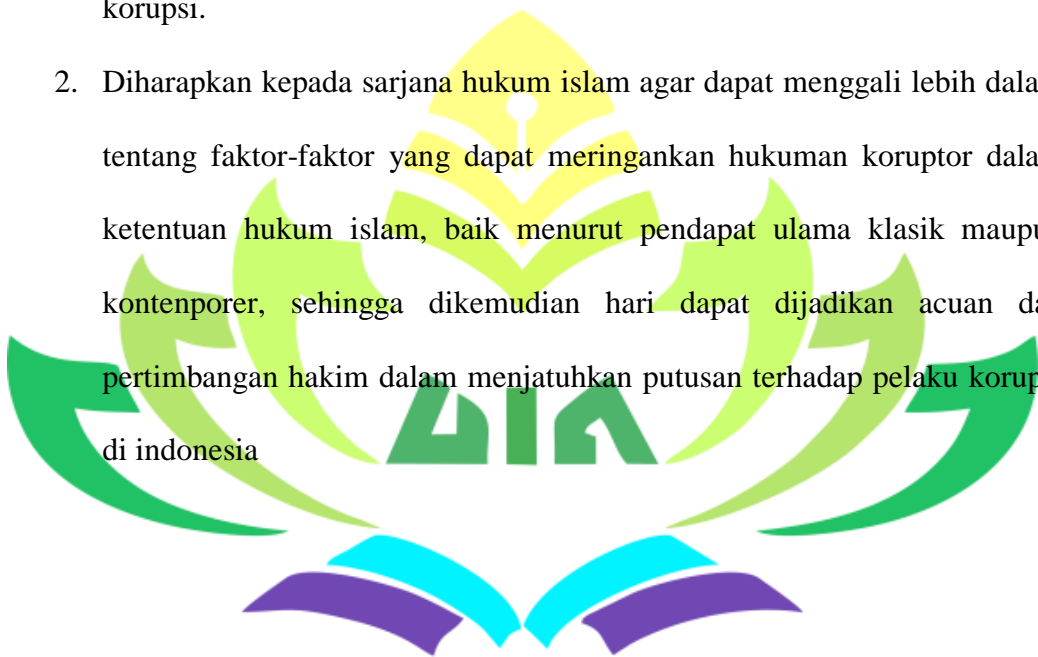 korupsi.
2. Diharapkan kepada sarjana hukum islam agar dapat menggali lebih dala
tentang faktor-faktor yang dapat meringankan hukuman koruptor dala
ketentuan hukum islam, baik menurut pendapat ulama klasik maupu
kontenporer, sehingga dikemudian hari dapat dijadikan acuan da
pertimbangan hakim dalam menjatuhkan putusan terhadap pelaku korup
di indonesia